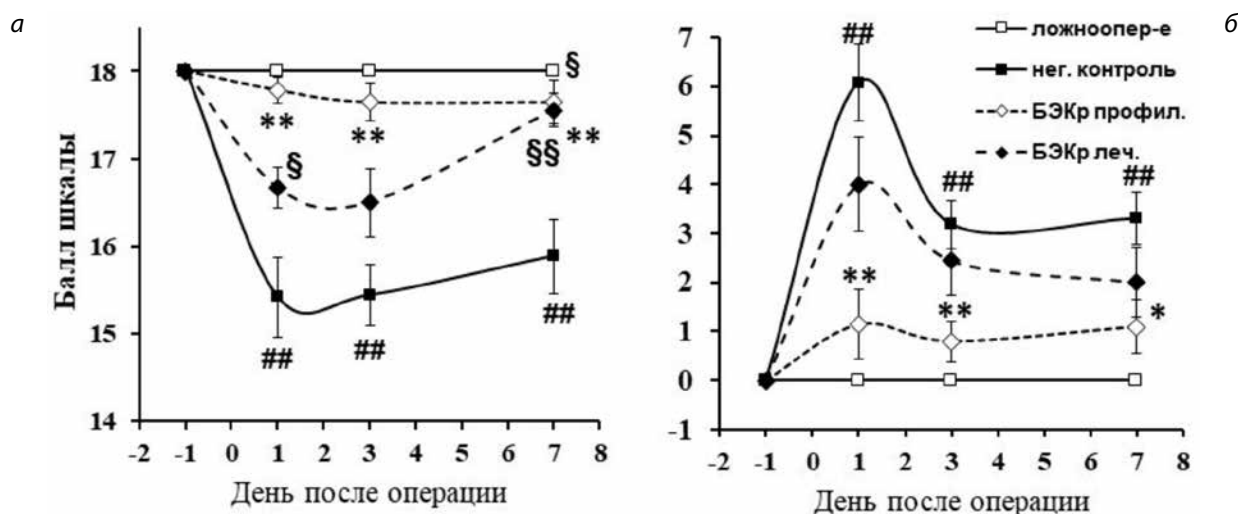 а
Балл шкалы
18
17
16
15
14
§
**
**
§
§§
**
##
##
##
-2 -1 0 1 2 3 4 5 6 7 8
День после операции
б
7
6
5
4
3
2
1
0
-1
ложноопер-е
нег. контроль
БЭКр профил.
БЭКр леч.
##
##
##
**
**
*
-2 -1 0 1 2 3 4 5 6 7 8
День после операции